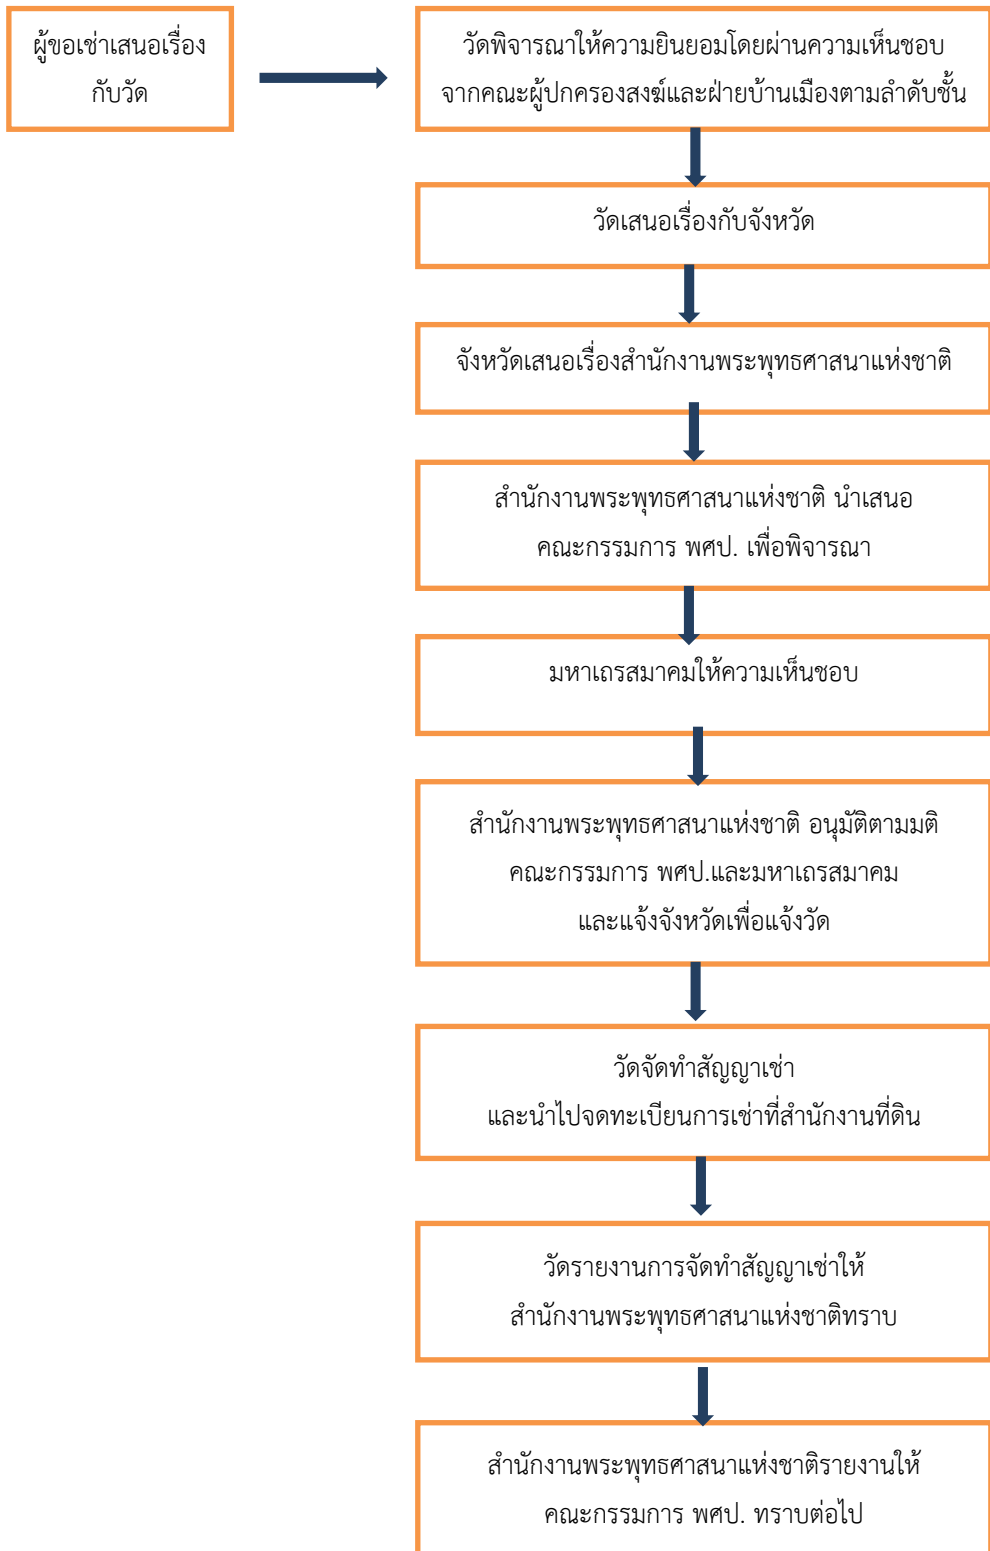 ผู้ขอเช่าเสนอเรื่อง
กับวัด
วัดพิจารณาให้ความยินยอมโดยผ่านความเห็นชอบ
จากคณะผู้ปกครองสงฆ์และฝ่ายบ้านเมืองตามลำดับชั้น
วัดเสนอเรื่องกับจังหวัด
จังหวัดเสนอเรื่องสำนักงานพระพุทธศาสนาแห่งชาติ
สำนักงานพระพุทธศาสนาแห่งชาติ นำเสนอ
คณะกรรมการ พศป. เพื่อพิจารณา
มหาเถรสมาคมให้ความเห็นชอบ
สำนักงานพระพุทธศาสนาแห่งชาติ อนุมัติตามมติ
คณะกรรมการ พศป.และมหาเถรสมาคม
และแจ้งจังหวัดเพื่อแจ้งวัด
วัดจัดทำสัญญาเช่า
และนำไปจดทะเบียนการเช่าที่สำนักงานที่ดิน
วัดรายงานการจัดทำสัญญาเช่าให้
สำนักงานพระพุทธศาสนาแห่งชาติทราบ
สำนักงานพระพุทธศาสนาแห่งชาติรายงานให้
คณะกรรมการ พศป. ทราบต่อไป